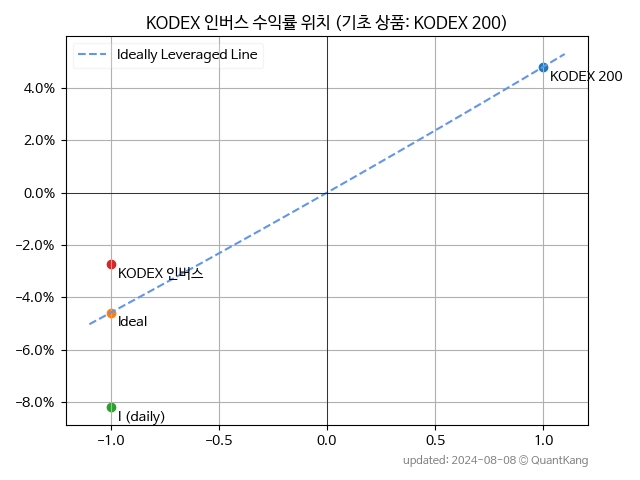 KODEX 인버스 수익률 위치 (기초 상품: KODEX 200)
Ideally Leveraged Line
KODEX 200
4.0%
2.0%
0.0%
−2.0%
KODEX 인버스
−4.0%
Ideal
−6.0%
−8.0%
I (daily)
−1.0
−0.5
0.0
0.5
1.0
updated: 2024-08-08 © QuantKang